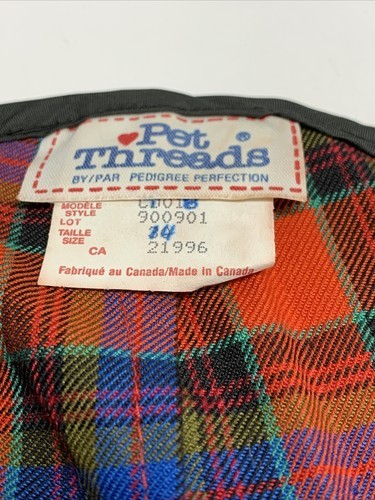 Pet ®
Threads
BY/PAR PEDIGREE PERFECTION
MODELE
STYLE
LOT 900901
TAILLE 14
SIZE
CA 21996
Fabriqué au Canada/Made in Canada